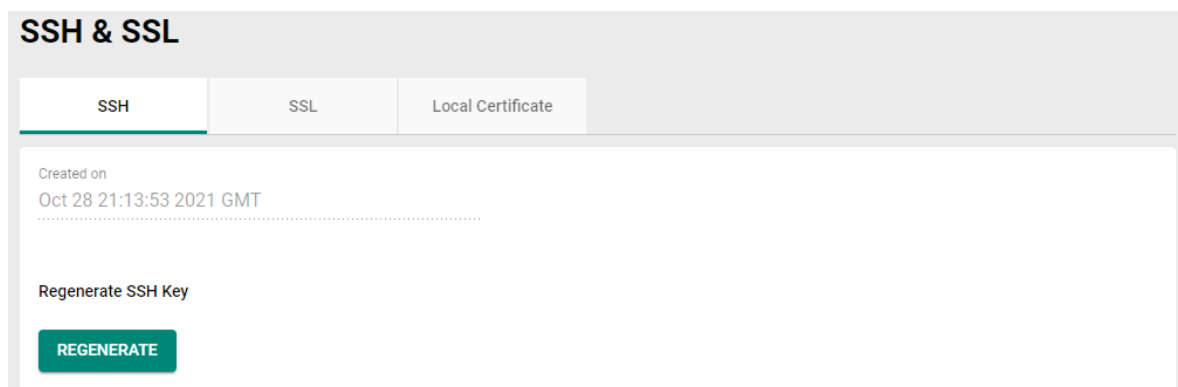 SSH & SSL
SSH SSL Local Certificate
Created on
Oct 28 21:13:53 2021 GMT
Regenerate SSH Key
REGENERATE